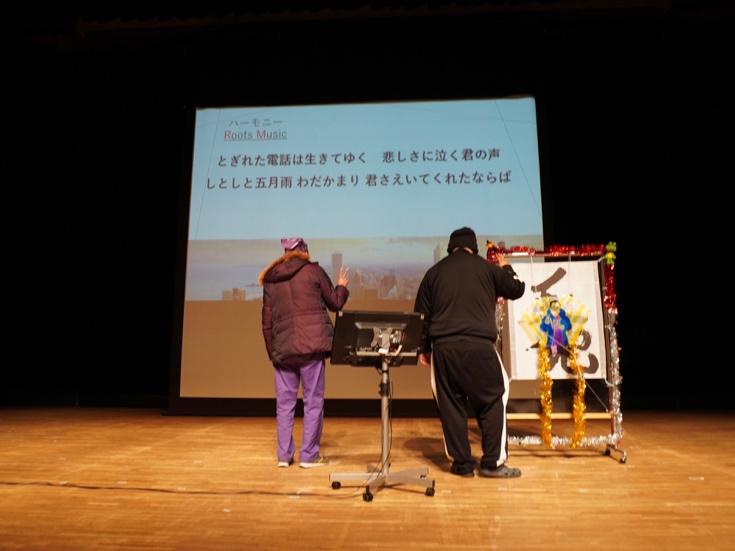 ハーモニー
Roots Music
とぎれた電話は生きてゆく　悲しさに泣く君の声
しとしと五月雨 わだかまり 君さえいてくれたならば